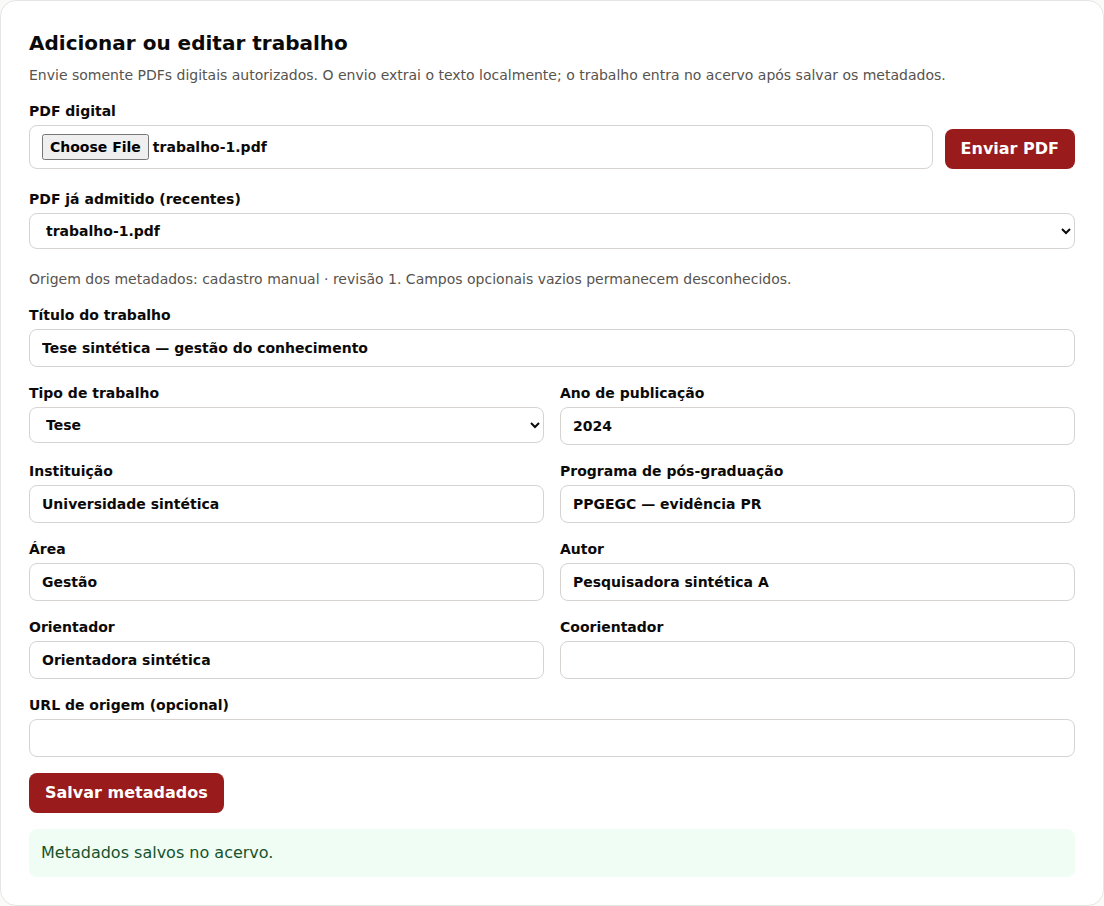 Adicionar ou editar trabalho
Envie somente PDFs digitais autorizados. O envio extrai o texto localmente; o trabalho entra no acervo após salvar os metadados.
PDF digital
Choose File trabalho-1.pdf
Enviar PDF
PDF já admitido (recentes)
trabalho-1.pdf
Origem dos metadados: cadastro manual · revisão 1. Campos opcionais vazios permanecem desconhecidos.
Título do trabalho
Tese sintética — gestão do conhecimento
Tipo de trabalho
Tese
Ano de publicação
2024
Instituição
Universidade sintética
Programa de pós-graduação
PPGEGC — evidência PR
Área
Gestão
Autor
Pesquisadora sintética A
Orientador
Orientadora sintética
Coorientador
URL de origem (opcional)
Salvar metadados
Metadados salvos no acervo.